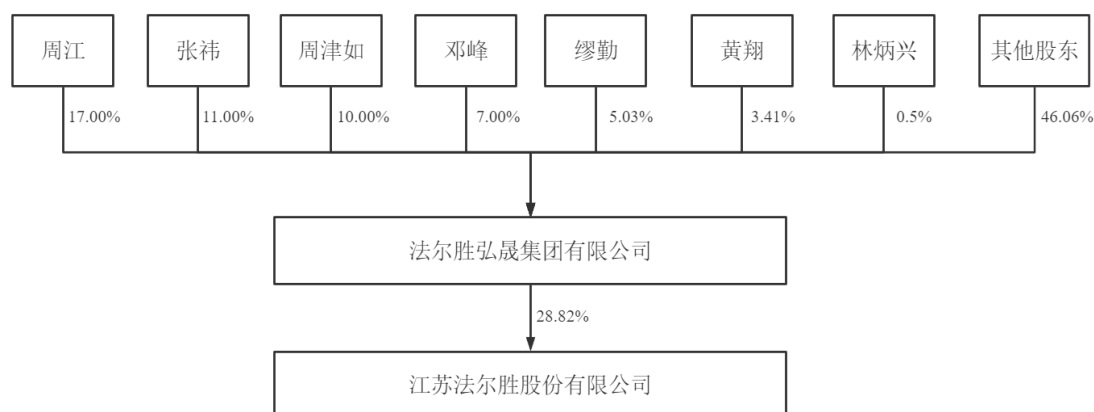 周江
张祎
周津如
邓峰
缪勤
黄翔
林炳兴
其他股东
17.00%
11.00%
10.00%
7.00%
5.03%
3.41%
0.5%
46.06%
法尔胜弘晟集团有限公司
28.82%
江苏法尔胜股份有限公司